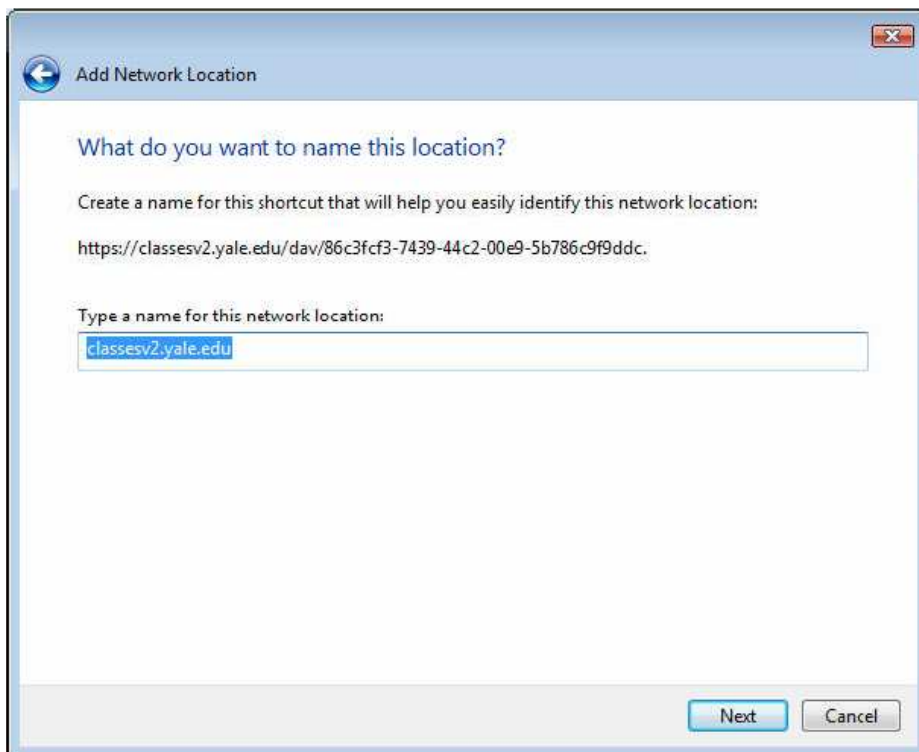 Add Network Location
What do you want to name this location?
Create a name for this shortcut that will help you easily identify this network location:
https://classesv2.yale.edu/dav/86c3fcf3-7439-44c2-00e9-5b786c9f9ddc.
Type a name for this network location:
classesv2.yale.edu
Next
Cancel